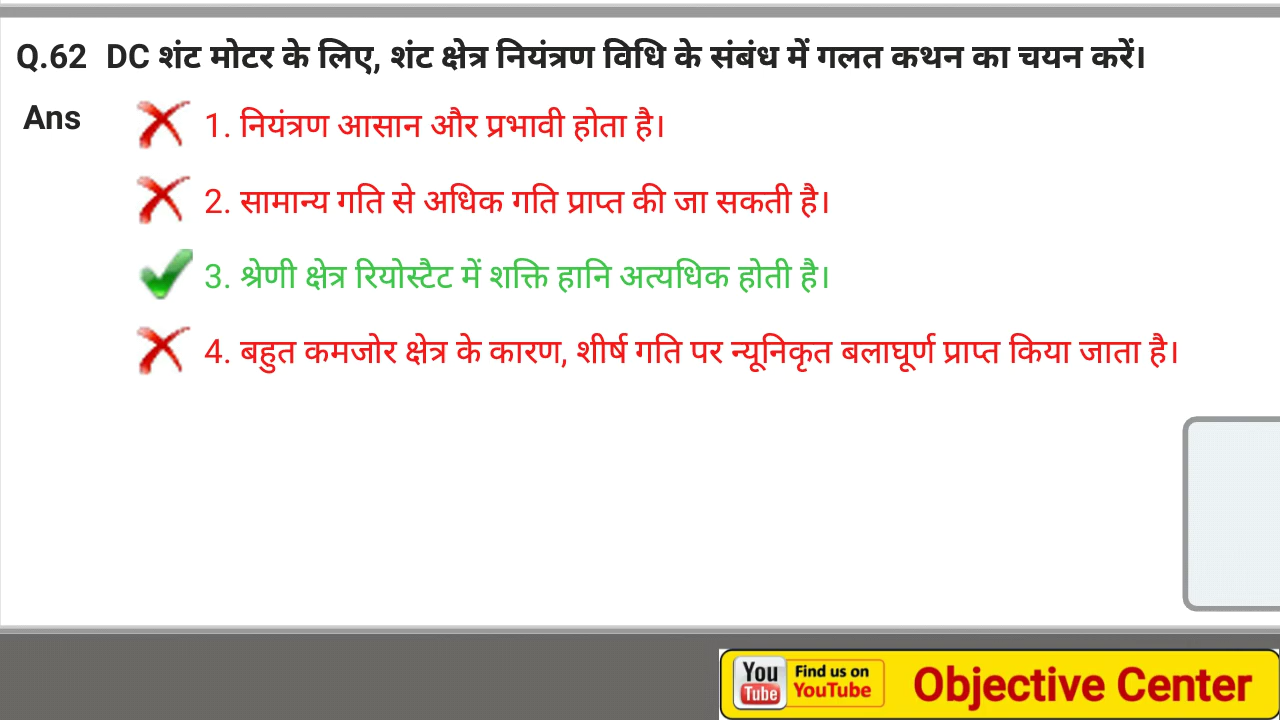 Q.62 DC शंट मोटर के लिए, शंट क्षेत्र नियंत्रण विधि के संबंध में गलत कथन का चयन करें।
Ans 1. नियंत्रण आसान और प्रभावी होता है।
2. सामान्य गति से अधिक गति प्राप्त की जा सकती है।
3. श्रेणी क्षेत्र रियोस्टैट में शक्ति हानि अत्यधिक होती है।
4. बहुत कमजोर क्षेत्र के कारण, शीर्ष गति पर न्यूनिकृत बलाघूर्ण प्राप्त किया जाता है।
You Tube Find us on YouTube Objective Center